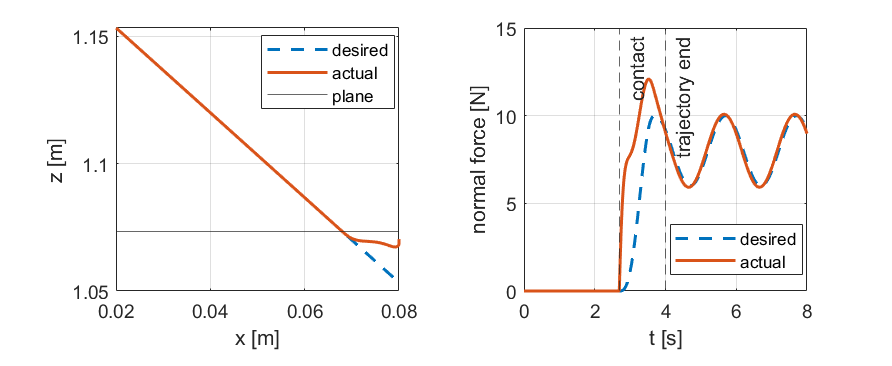 1.15
1.1
1.05
z [m]
0.02
0.04
0.06
0.08
x [m]
desired
actual
plane
15
10
5
0
normal force [N]
0
2
4
6
8
t [s]
contact
trajectory end
desired
actual